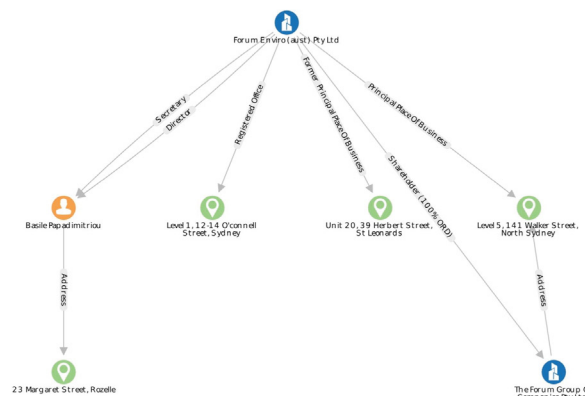 Forum Enviro (aust) Pty Ltd
Secretary
Director
Registered Office
Former Principal Place Of Business
Shareholder (100% ORD)
Principal Place Of Business
Basile Papadimitriou
Level 1, 12-14 O'connell
Street, Sydney
Unit 20, 39 Herbert Street,
St Leonards
Level 5, 141 Walker Street,
North Sydney
Address
Address
23 Margaret Street, Rozelle
The Forum Group